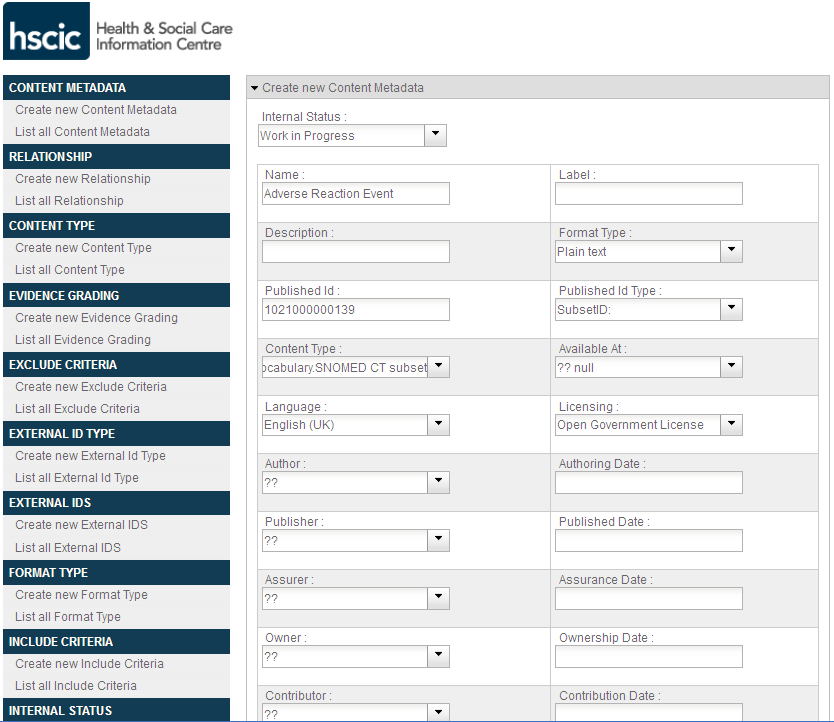 hscic
Health & Social Care
Information Centre
CONTENT METADATA
Create new Content Metadata
List all Content Metadata
RELATIONSHIP
Create new Relationship
List all Relationship
CONTENT TYPE
Create new Content Type
List all Content Type
EVIDENCE GRADING
Create new Evidence Grading
List all Evidence Grading
EXCLUDE CRITERIA
Create new Exclude Criteria
List all Exclude Criteria
EXTERNAL ID TYPE
Create new External Id Type
List all External Id Type
EXTERNAL IDS
Create new External IDS
List all External IDS
FORMAT TYPE
Create new Format Type
List all Format Type
INCLUDE CRITERIA
Create new Include Criteria
List all Include Criteria
INTERNAL STATUS
Create new Content Metadata
Internal Status :
Work in Progress
Name :
Adverse Reaction Event
Label :
Description :
Format Type :
Plain text
Published Id :
1021000000139
Published Id Type :
SubsetID:
Content Type :
ocabulary.SNOMED CT subset
Available At :
?? null
Language :
English (UK)
Licensing :
Open Government License
Author :
??
Authoring Date :
Publisher :
??
Published Date :
Assurer :
??
Assurance Date :
Owner :
??
Ownership Date :
Contributor :
??
Contribution Date :